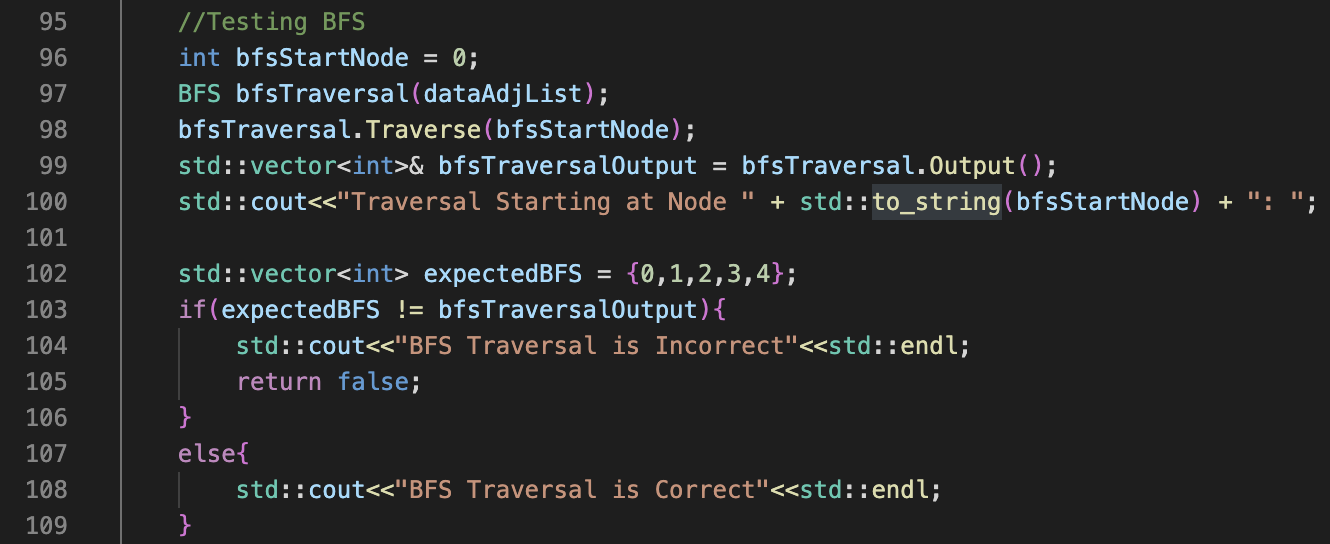 95 //Testing BFS
96 int bfsStartNode = 0;
97 BFS bfsTraversal(dataAdjList);
98 bfsTraversal.Traverse(bfsStartNode);
99 std::vector<int>& bfsTraversalOutput = bfsTraversal.Output();
100 std::cout<<"Traversal Starting at Node " + std::to_string(bfsStartNode) + ": ";
101
102 std::vector<int> expectedBFS = {0,1,2,3,4};
103 if(expectedBFS != bfsTraversalOutput){
104 std::cout<<"BFS Traversal is Incorrect"<<std::endl;
105 return false;
106 }
107 else{
108 std::cout<<"BFS Traversal is Correct"<<std::endl;
109 }